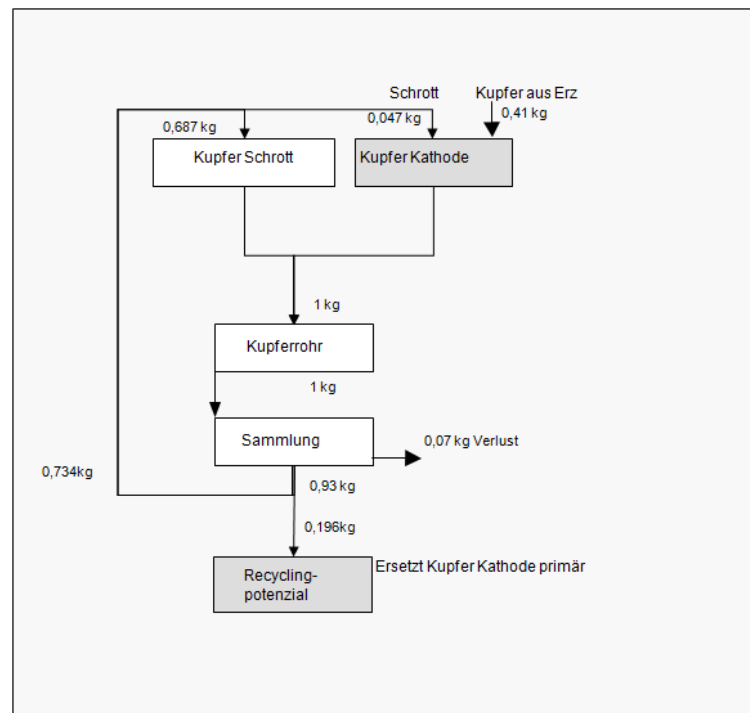 Schrott
Kupfer aus Erz
0,687 kg
0,047 kg
0,41 kg
Kupfer Schrott
Kupfer Kathode
1 kg
Kupferrohr
1 kg
Sammlung
0,07 kg Verlust
0,734kg
0,93 kg
0,196kg
Recycling-
potenzial
Ersetzt Kupfer Kathode primär